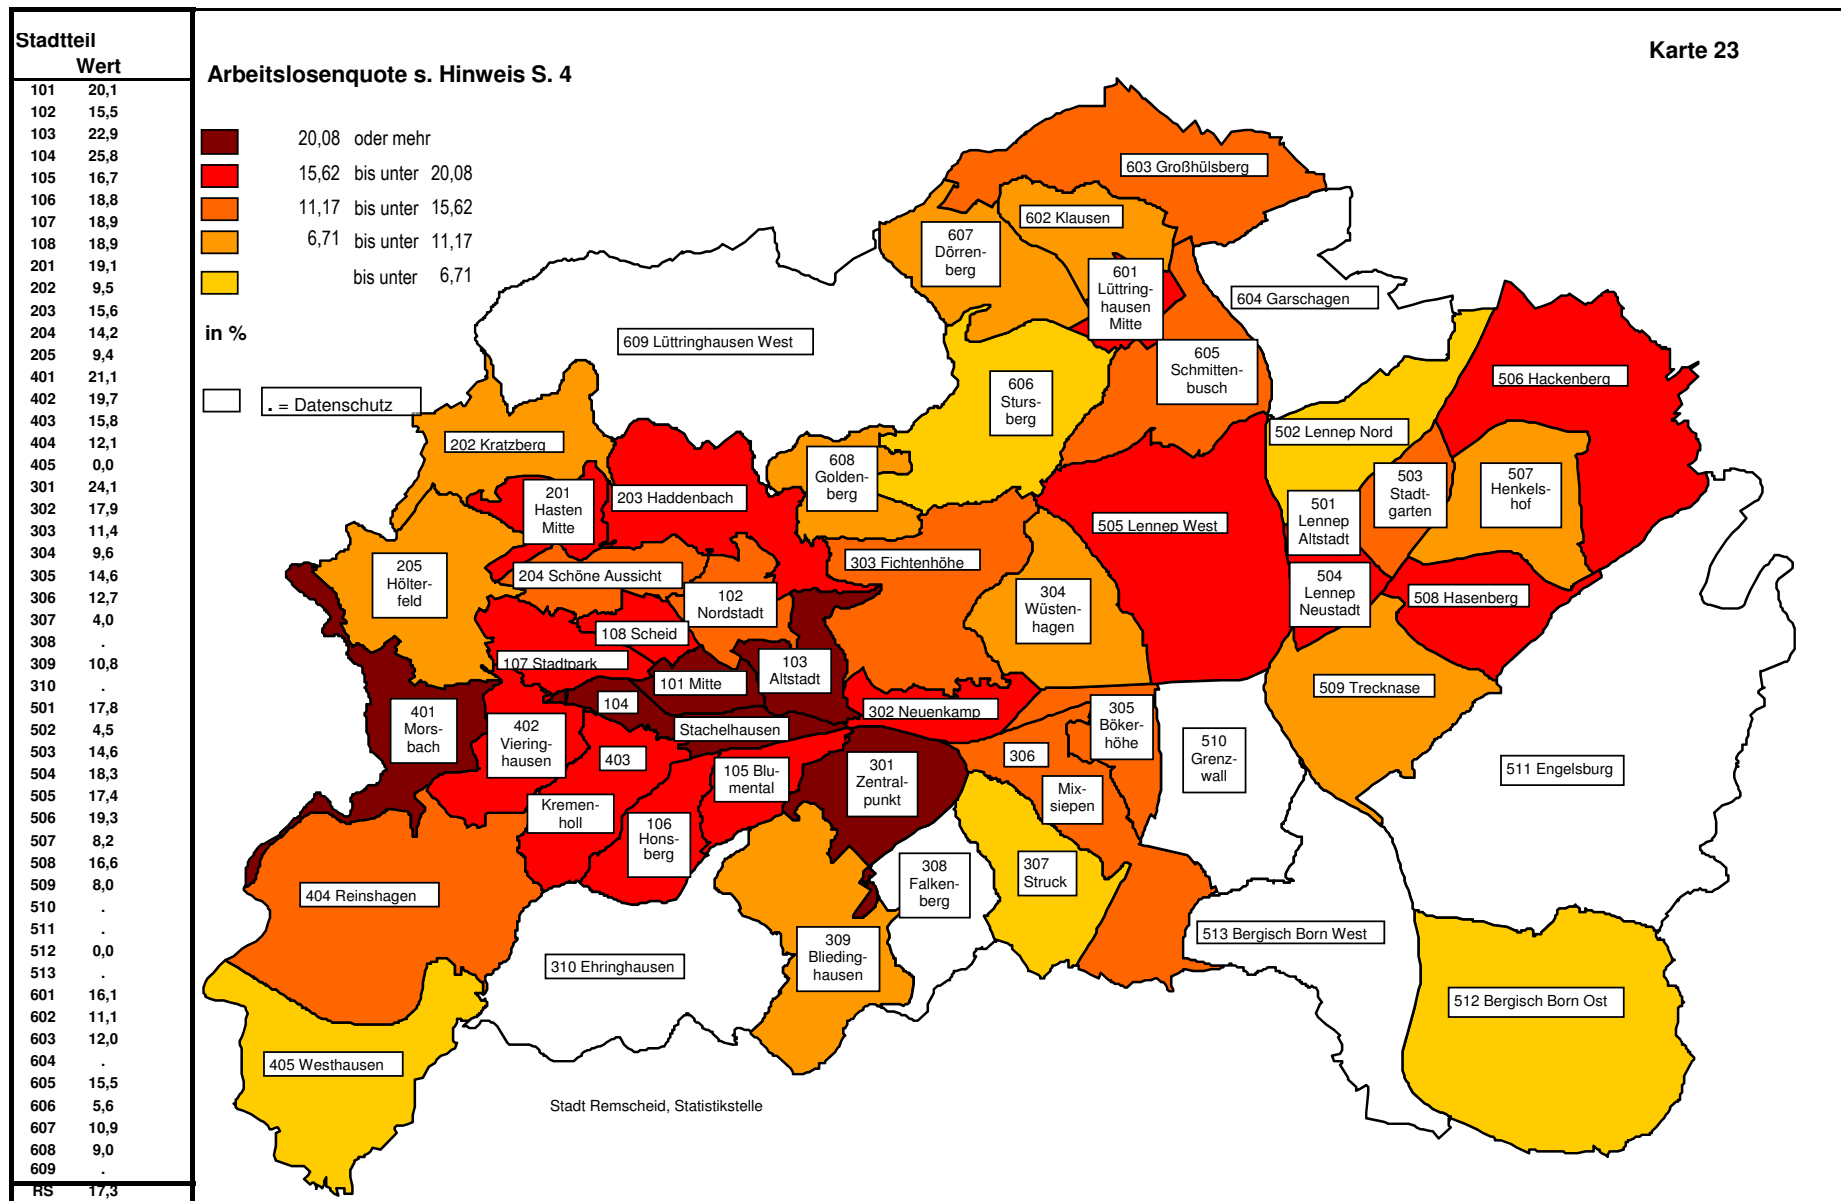 Stadtteil
Wert
101 20,1
102 15,5
103 22,9
104 25,8
105 16,7
106 18,8
107 18,9
108 18,9
201 19,1
202 9,5
203 15,6
204 14,2
205 9,4
401 21,1
402 19,7
403 15,8
404 12,1
405 0,0
301 24,1
302 17,9
303 11,4
304 9,6
305 14,6
306 12,7
307 4,0
308 .
309 10,8
310 .
501 17,8
502 4,5
503 14,6
504 18,3
505 17,4
506 19,3
507 8,2
508 16,6
509 8,0
510 .
511 .
512 0,0
513 .
601 16,1
602 11,1
603 12,0
604 .
605 15,5
606 5,6
607 10,9
608 9,0
609 .
RS 17,3
Karte 23
Arbeitslosenquote s. Hinweis S. 4
20,08 oder mehr
15,62 bis unter 20,08
11,17 bis unter 15,62
6,71 bis unter 11,17
bis unter 6,71
in %
. = Datenschutz
603 Großhülsberg
602 Klausen
607
Dörren-
berg
601
Lüttring-
hausen
Mitte
604 Garschagen
609 Lüttringhausen West
605
Schmitten-
busch
606
Sturs-
berg
506 Hackenberg
502 Lennep Nord
202 Kratzberg
608
Golden-
berg
503
Stadt-
garten
507
Henkels-
hof
201
Hasten
Mitte
203 Haddenbach
501
Lennep
Altstadt
505 Lennep West
303 Fichtenhöhe
205
Hölter-
feld
204 Schöne Aussicht
102
Nordstadt
304
Wüsten-
hagen
504
Lennep
Neustadt
508 Hasenberg
108 Scheid
107 Stadtpark
103
Altstadt
101 Mitte
509 Trecknase
104
Stachelhausen
302 Neuenkamp
305
Böker-
höhe
401
Mors-
bach
402
Viering-
hausen
403
Kremen-
holl
105 Blu-
mental
301
Zentral-
punkt
306
Mix-
siepen
510
Grenz-
wall
511 Engelsburg
106
Hons-
berg
308
Falken-
berg
307
Struck
404 Reinshagen
309
Blieding-
hausen
513 Bergisch Born West
310 Ehringhausen
512 Bergisch Born Ost
405 Westhausen
Stadt Remscheid, Statistikstelle